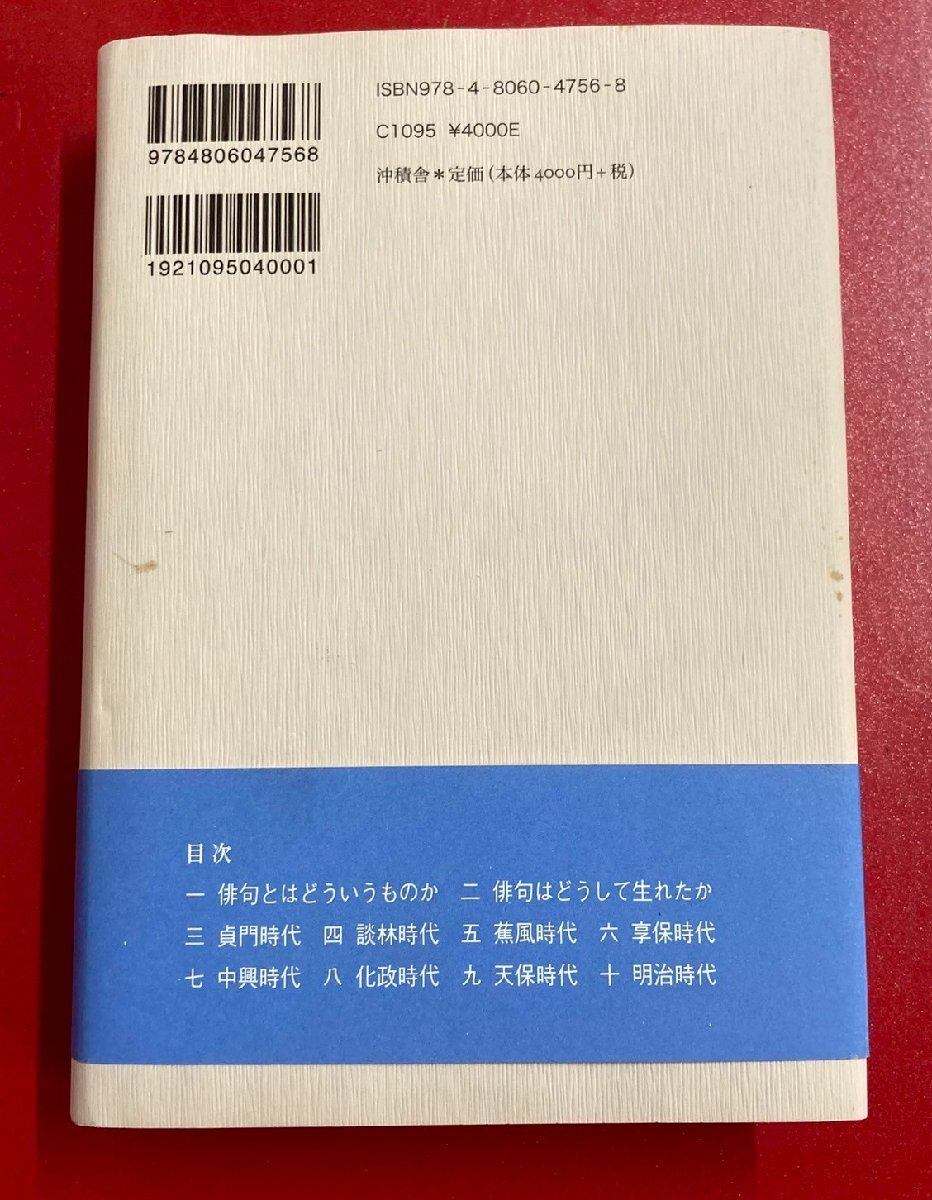 ISBN978-4-8060-4756-8
9784806047568
C1095 ¥4000E
沖積舎*定価(本体4000円+税)
1921095040001
目次
一 俳句とはどういうものか 二 俳句はどうして生れたか
三 貞門時代 四 談林時代 五 蕉風時代 六 享保時代
七 中興時代 八 化政時代 九 天保時代 十 明治時代